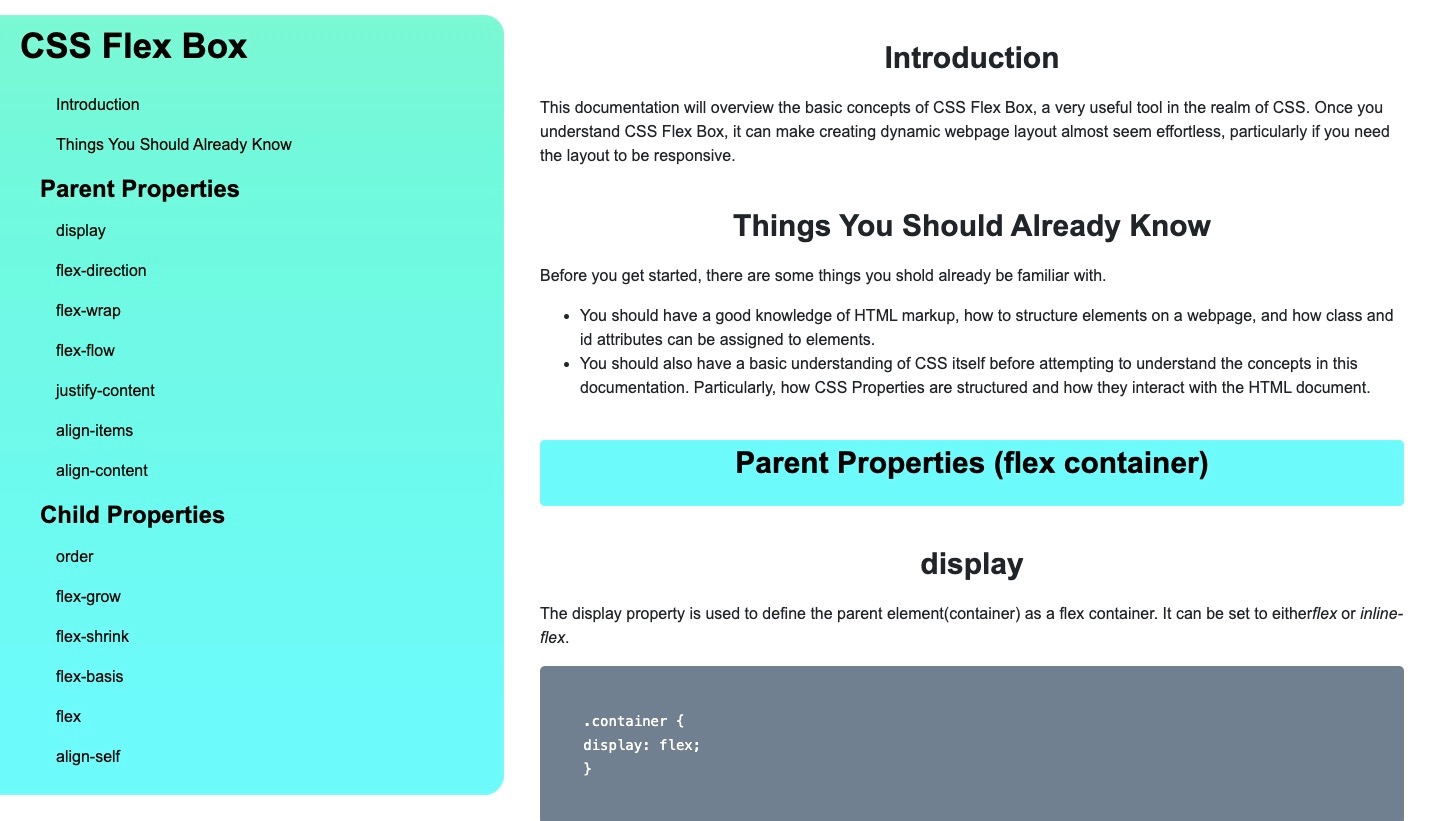 CSS Flex Box
Introduction
Things You Should Already Know
Parent Properties
display
flex-direction
flex-wrap
flex-flow
justify-content
align-items
align-content
Child Properties
order
flex-grow
flex-shrink
flex-basis
flex
align-self
Introduction
This documentation will overview the basic concepts of CSS Flex Box, a very useful tool in the realm of CSS. Once you
understand CSS Flex Box, it can make creating dynamic webpage layout almost seem effortless, particularly if you need
the layout to be responsive.
Things You Should Already Know
Before you get started, there are some things you shold already be familiar with.
• You should have a good knowledge of HTML markup, how to structure elements on a webpage, and how class and
id attributes can be assigned to elements.
• You should also have a basic understanding of CSS itself before attempting to understand the concepts in this
documentation. Particularly, how CSS Properties are structured and how they interact with the HTML document.
Parent Properties (flex container)
display
The display property is used to define the parent element(container) as a flex container. It can be set to eitherflex or inline-
flex.
.container {
display: flex;
}